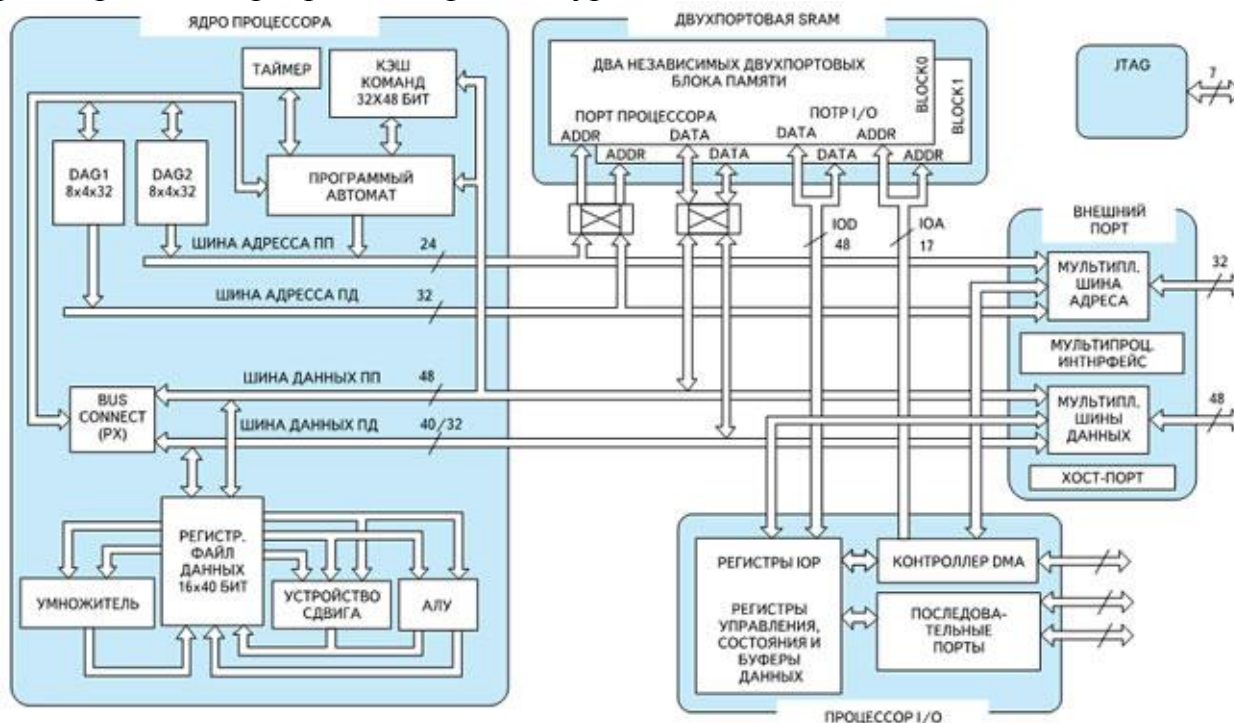 ЯДРО ПРОЦЕССОРА
ТАЙМЕР
КЭШ
КОМАНД
32X48 БИТ
DAG1
8x4x32
DAG2
8x4x32
ПРОГРАММНЫЙ
АВТОМАТ
ШИНА АДРЕССА ПП
24
ШИНА АДРЕССА ПД
32
ШИНА ДАННЫХ ПП
48
BUS
CONNECT
(PX)
ШИНА ДАННЫХ ПД
40/32
РЕГИСТР.
ФАЙЛ
ДАННЫХ
16x40 БИТ
УМНОЖИТЕЛЬ
УСТРОЙСТВО
СДВИГА
АЛУ
ДВУХПОРТОВАЯ SRAM
ДВА НЕЗАВИСИМЫХ ДВУХПОРТОВЫХ
БЛОКА ПАМЯТИ
BLOCK0
BLOCK1
ПОРТ ПРОЦЕССОРА
ПОТР I/O
ADDR
DATA
DATA
ADDR
ADDR
DATA
DATA
ADDR
IOD
48
IOA
17
JTAG
7
ВНЕШНИЙ
ПОРТ
МУЛЬТИПЛ.
ШИНА
АДРЕСА
32
МУЛЬТИПРОЦ.
ИНТНРФЕЙС
МУЛЬТИПЛ.
ШИНЫ
ДАННЫХ
48
ХОСТ-ПОРТ
РЕГИСТРЫ IOP
РЕГИСТРЫ
УПРАВЛЕНИЯ,
СОСТОЯНИЯ И
БУФЕРЫ
ДАННЫХ
КОНТРОЛЛЕР DMA
ПОСЛЕДОВА-
ТЕЛЬНЫЕ
ПОРТЫ
ПРОЦЕССОР I/O